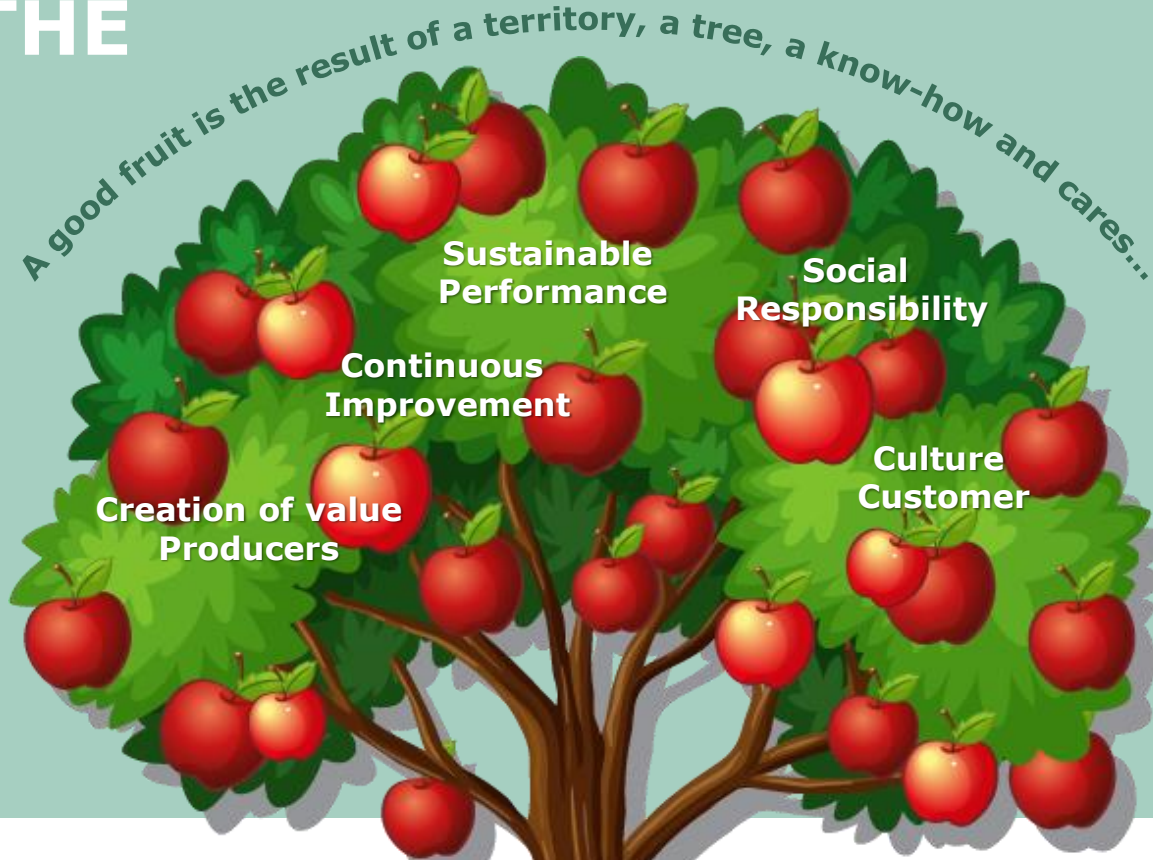 THE
A good fruit is the result of a territory, a tree, a know-how and cares...
Sustainable
Performance
Social
Responsibility
Continuous
Improvement
Culture
Customer
Creation of value
Producers